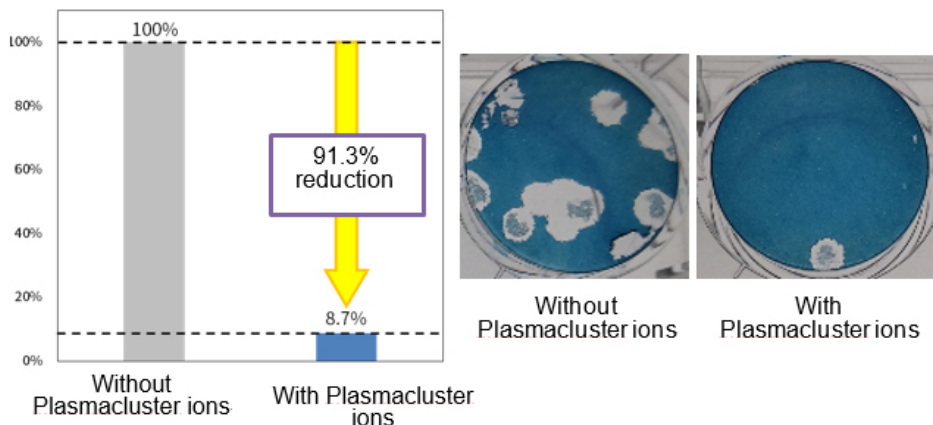 100%
100%
80%
60%
40%
20%
0%
91.3%
reduction
8.7%
Without
Plasmacluster ions
With Plasmacluster
ions
Without
Plasmacluster ions
With
Plasmacluster ions